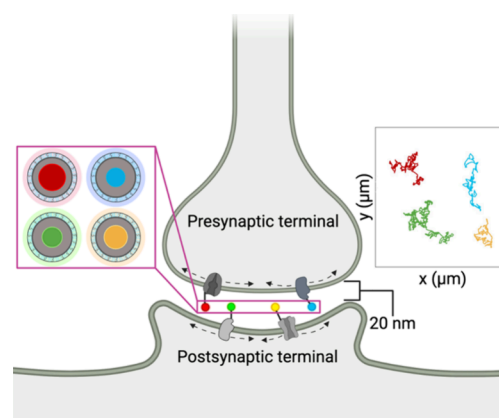 Presynaptic terminal
y (µm)
x (µm)
20 nm
Postsynaptic terminal